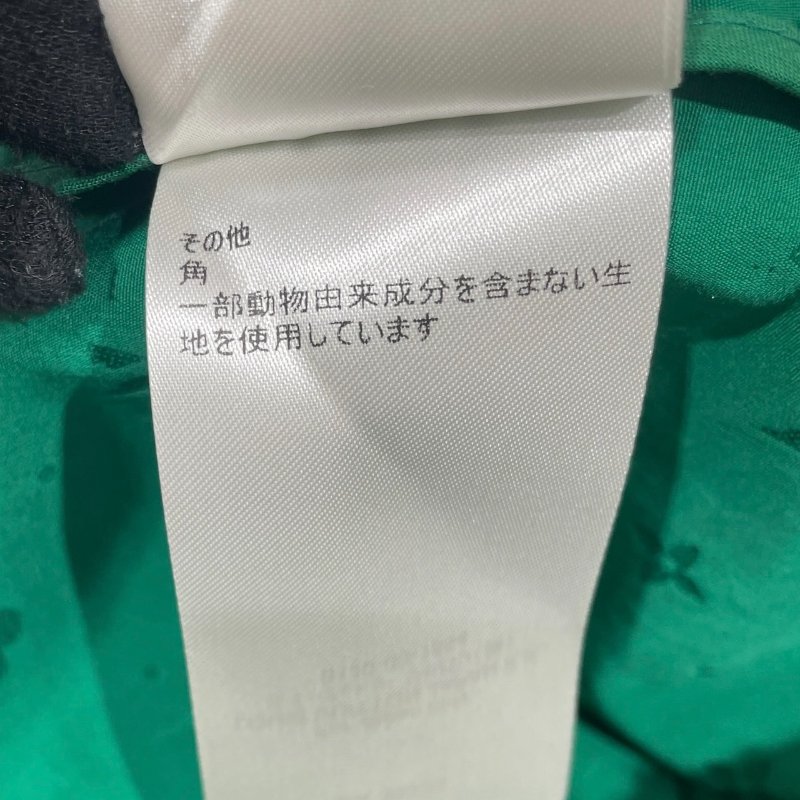 その他
角
一部動物由来成分を含まない生
地を使用しています